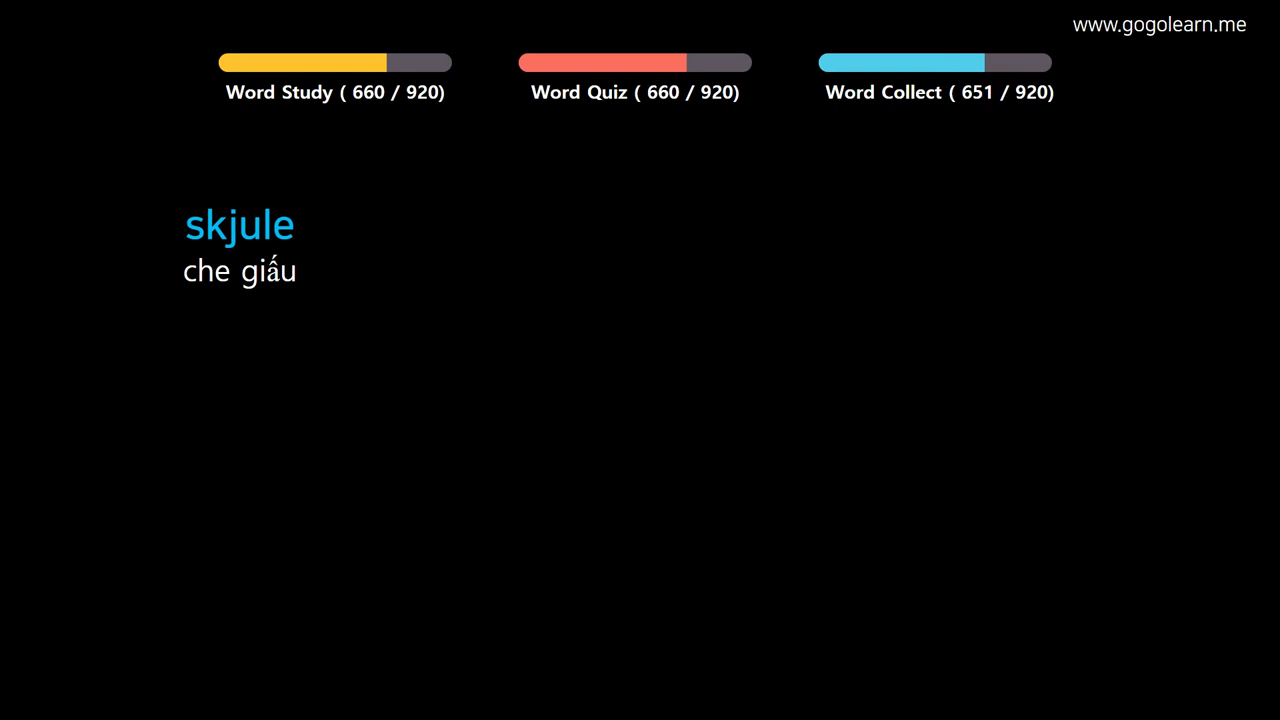 www.gogolearn.me
Word Study ( 660 / 920)
Word Quiz ( 660 / 920)
Word Collect ( 651 / 920)
skjule
che giấu